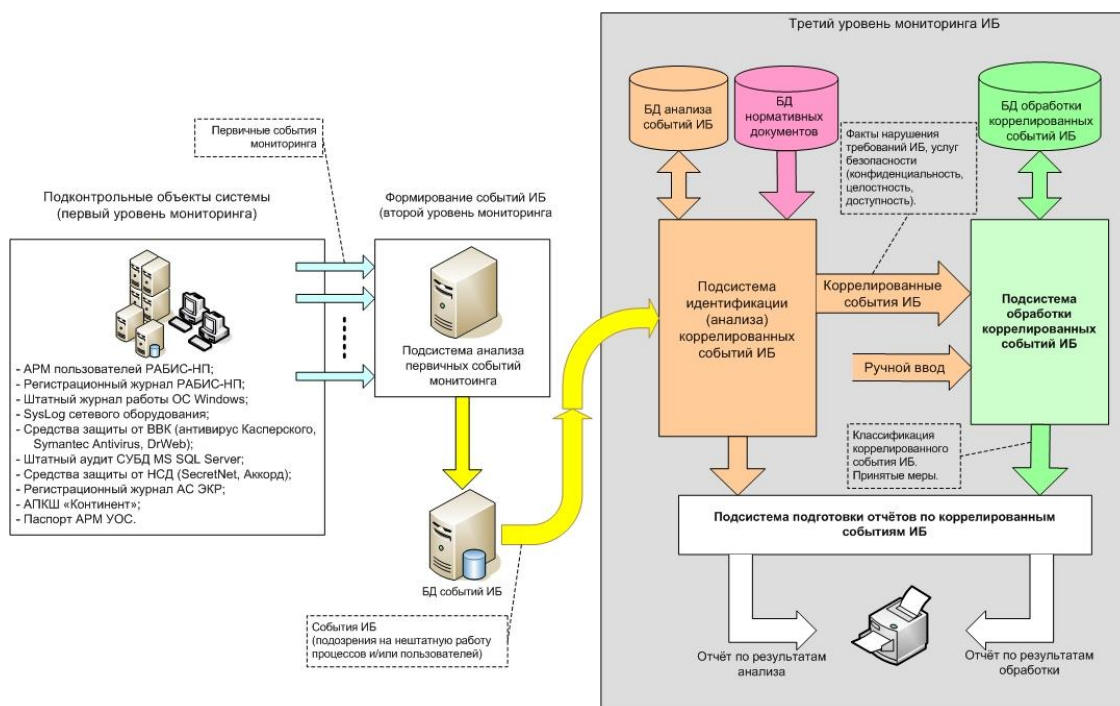 Третий уровень мониторинга ИБ
БД анализа
событий ИБ
БД
нормативных
документов
БД обработки
коррелированных
событий ИБ
Первичные события
мониторинга
Факты нарушения
требований ИБ, услуг
безопасности
(конфиденциальность,
целостность,
доступность).
Подконтрольные объекты системы
(первый уровень мониторинга)
Формирование событий ИБ
(второй уровень мониторинга
- АРМ пользователей РАБИС-НП;
- Регистрационный журнал РАБИС-НП;
- Штатный журнал работы ОС Windows;
- SysLog сетевого оборудования;
- Средства защиты от ВВК (антивирус Касперского,
Symantec Antivirus, DrWeb);
- Штатный аудит СУБД MS SQL Server;
- Средства защиты от НСД (SecretNet, Аккорд);
- Регистрационный журнал АС ЭКР;
- АПКШ «Континент»;
- Паспорт АРМ УОС.
Подсистема анализа
первичных событий
монитоинга
БД событий ИБ
События ИБ
(подозрения на нештатную работу
процессов и/или пользователей)
Подсистема
идентификации
(анализа)
коррелированных
событий ИБ
Коррелированные
события ИБ
Ручной ввод
Подсистема
обработки
коррелированных
событий ИБ
Классификация
коррелированного
события ИБ.
Принятые меры.
Подсистема подготовки отчётов по коррелированным
событиям ИБ
Отчёт по результатам
анализа
Отчёт по результатам
обработки